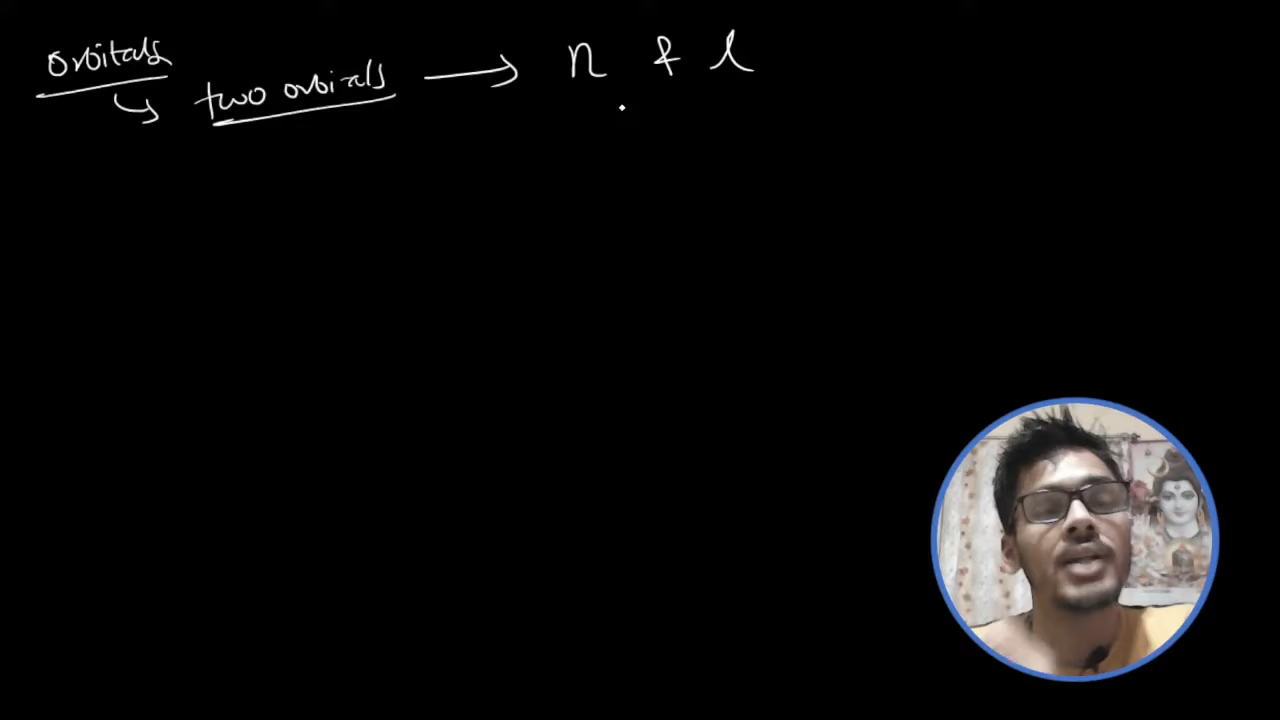 orbitals
↳ two orbitals → n & l